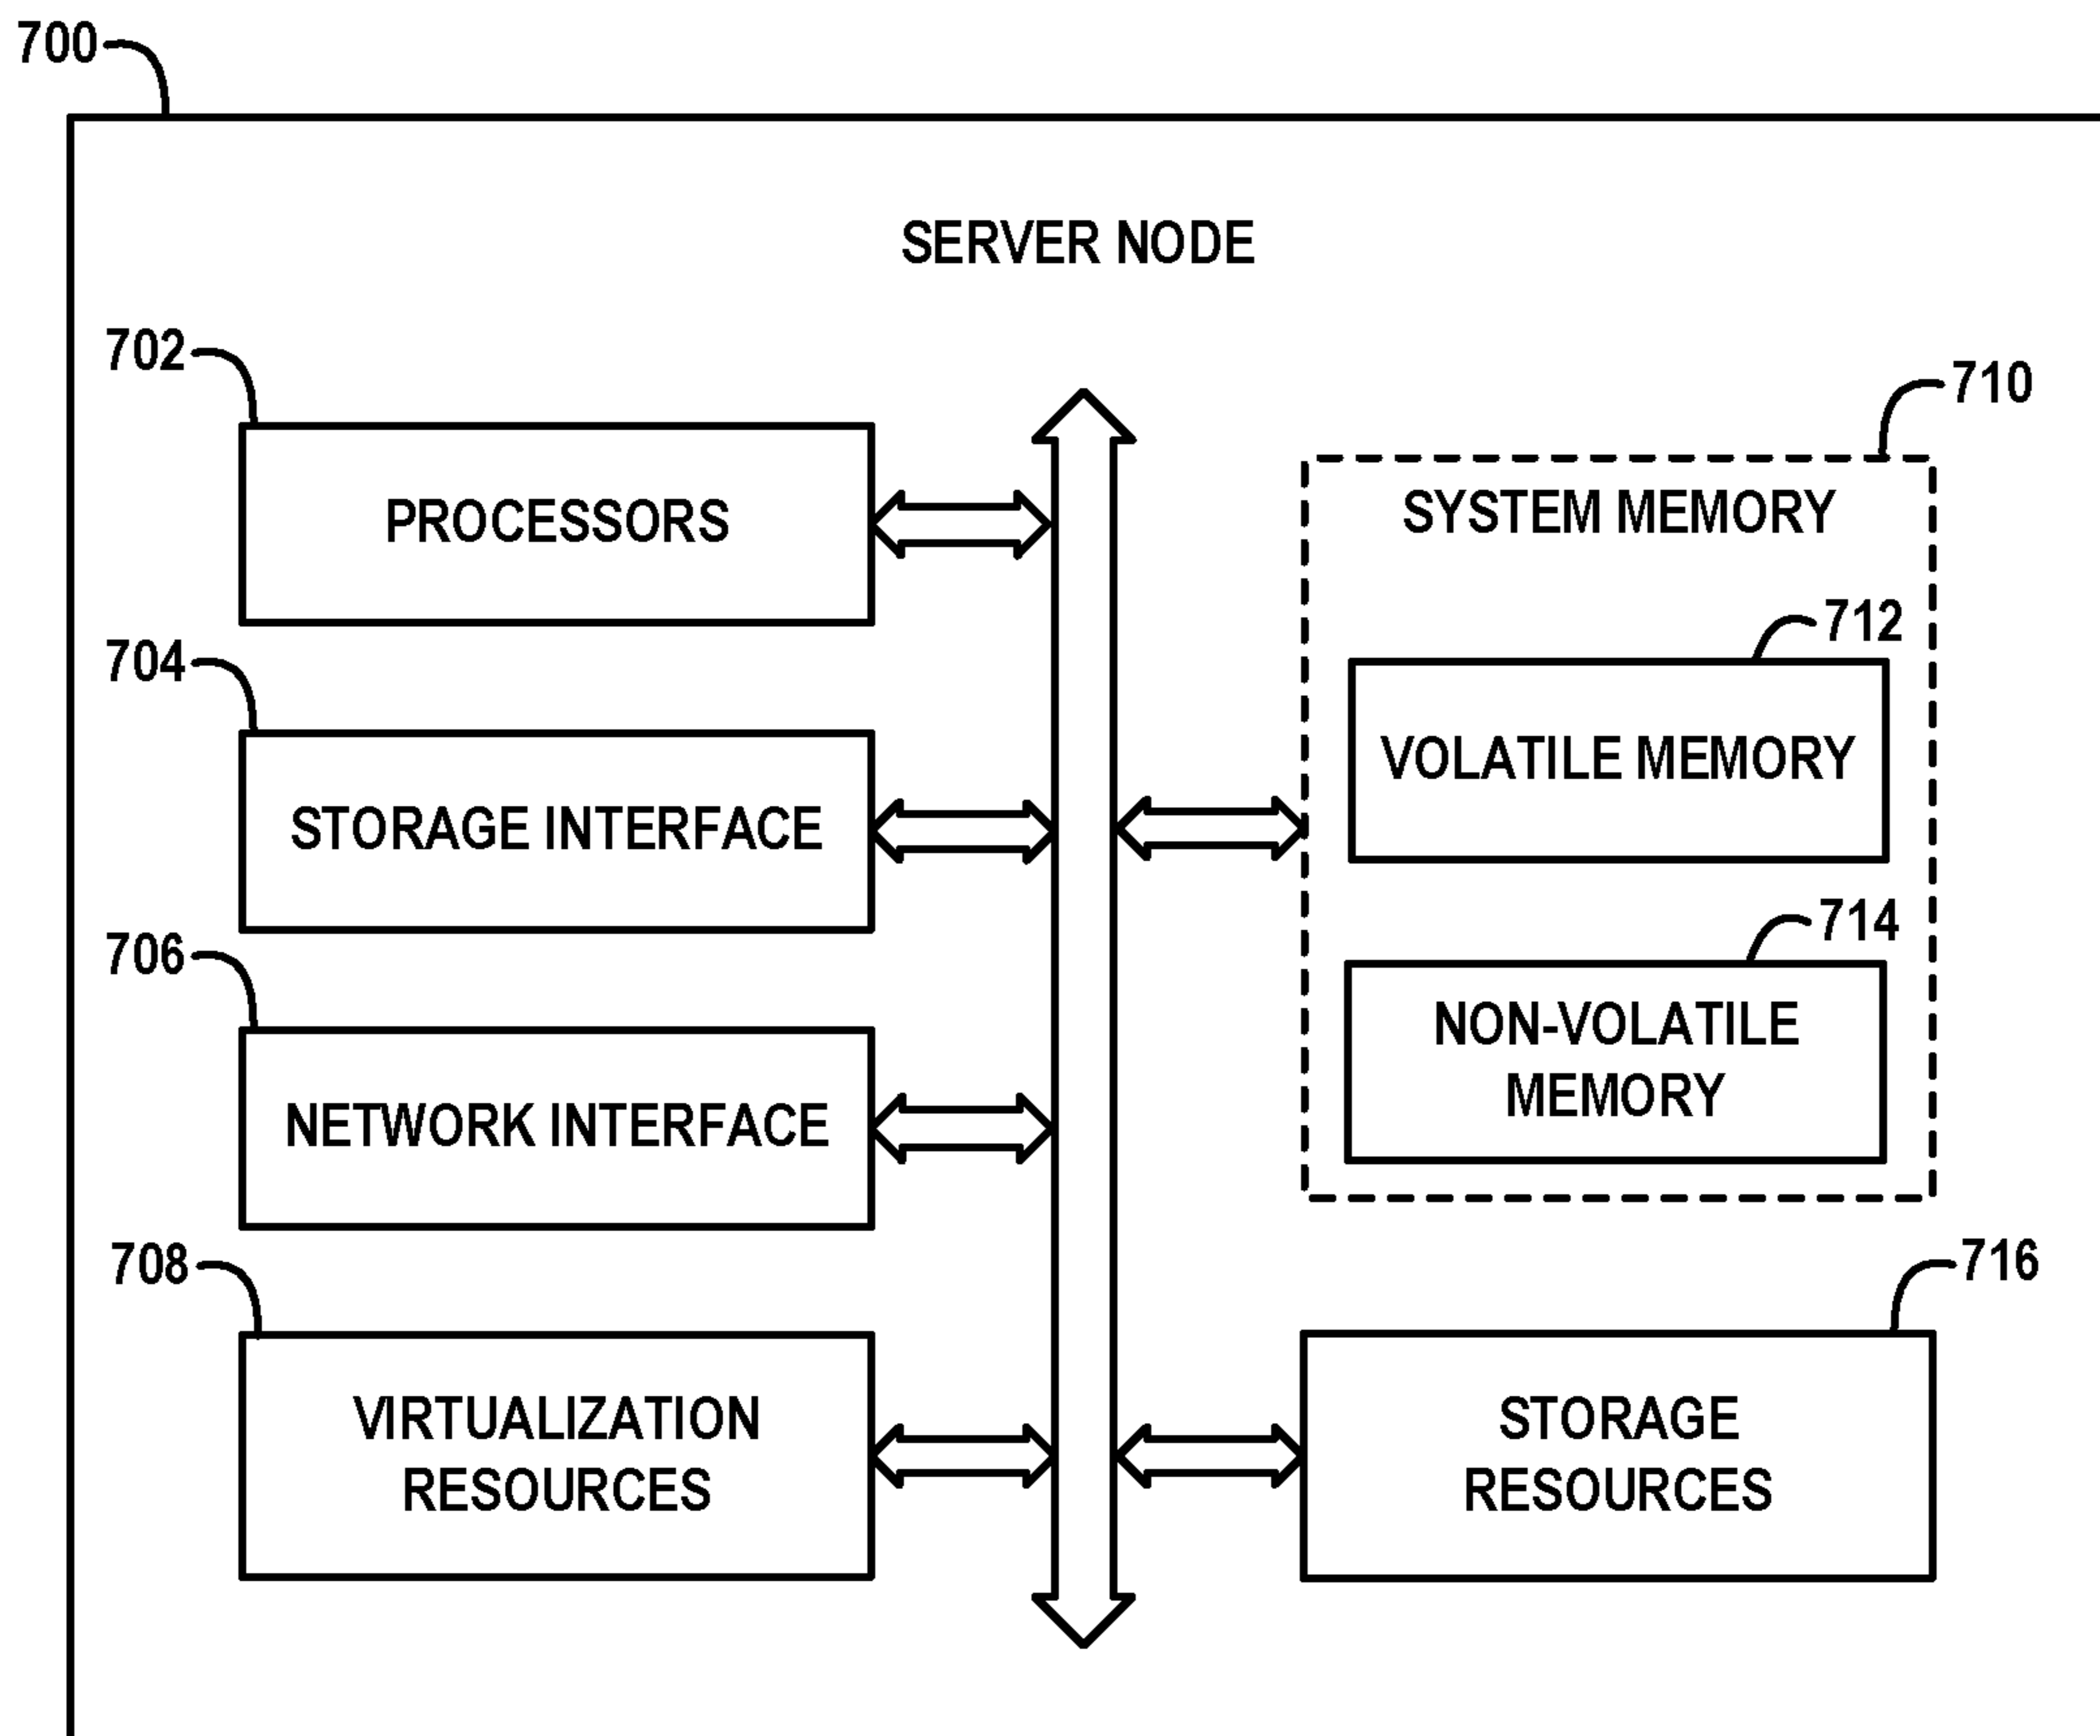 700
SERVER NODE
702
PROCESSORS
704
STORAGE INTERFACE
706
NETWORK INTERFACE
708
VIRTUALIZATION
RESOURCES
710
SYSTEM MEMORY
712
VOLATILE MEMORY
714
NON-VOLATILE
MEMORY
716
STORAGE
RESOURCES